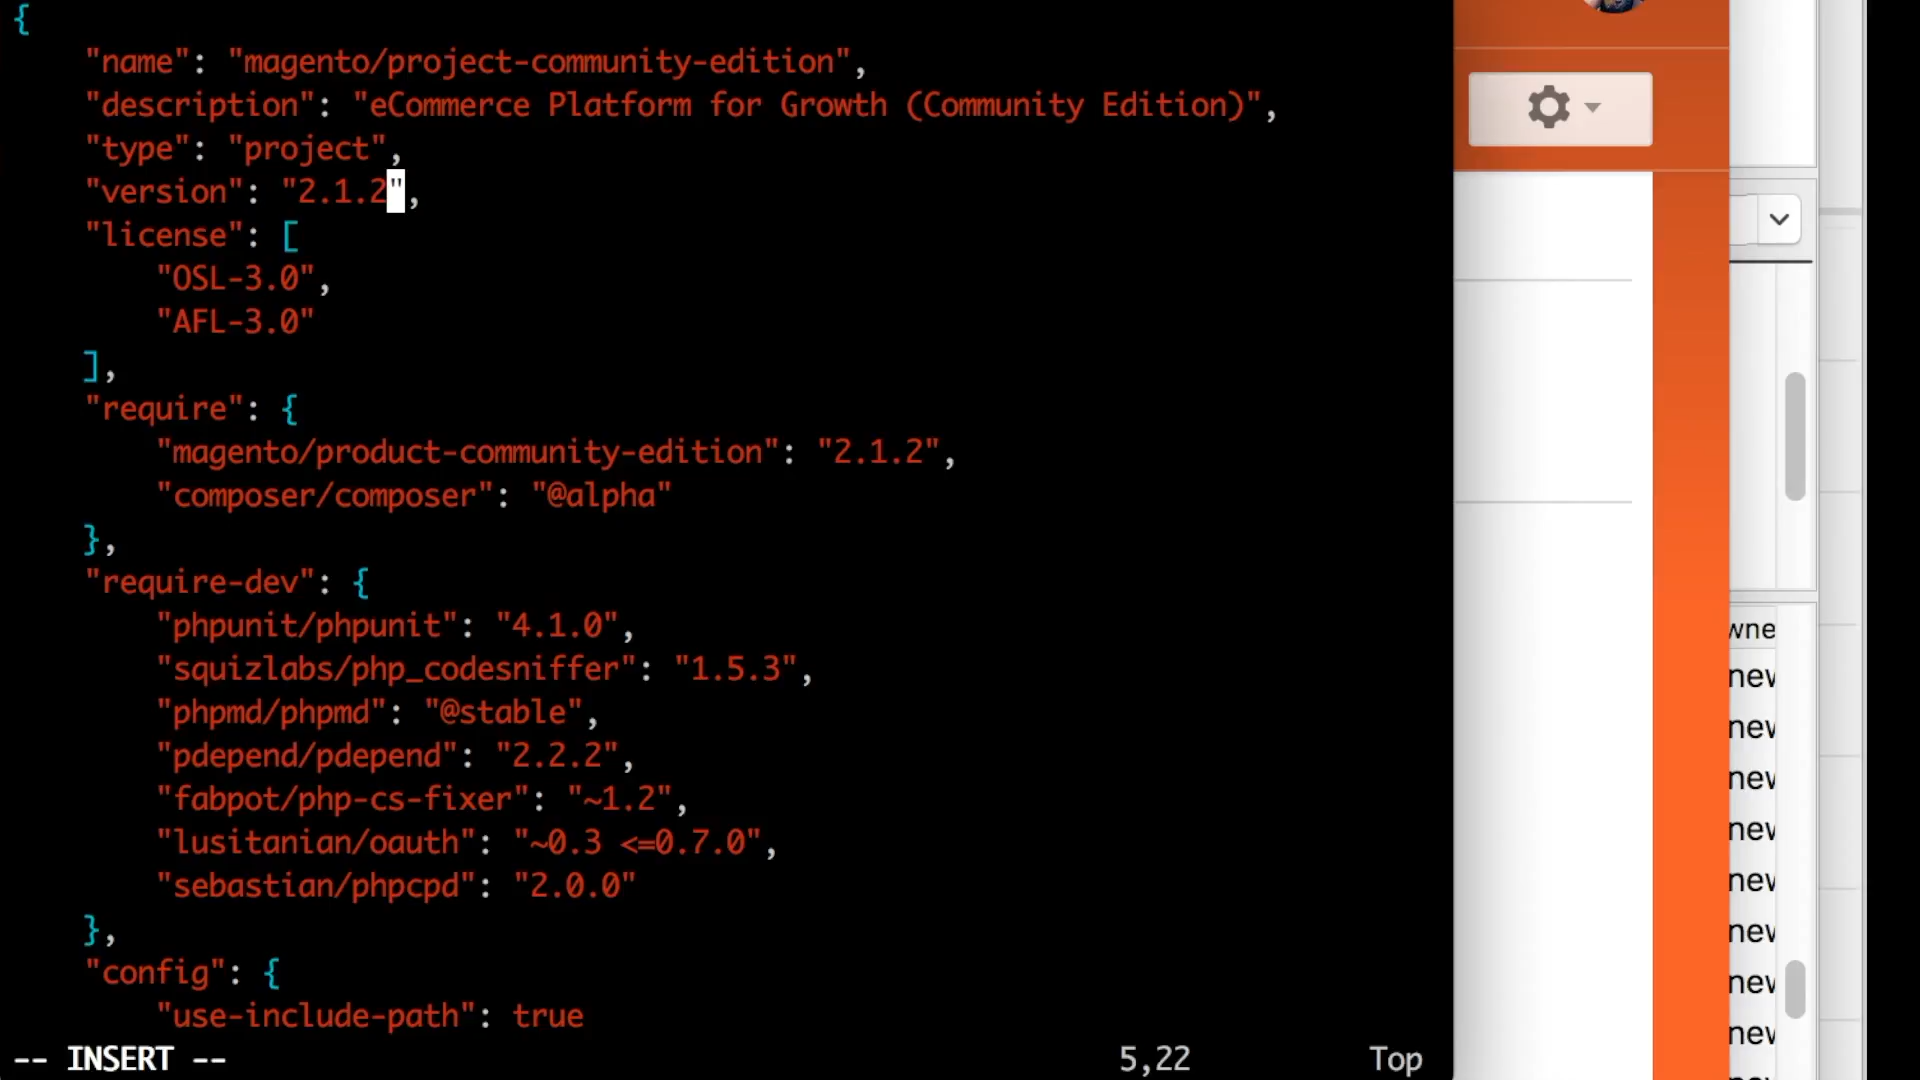 {
    "name": "magento/project-community-edition",
    "description": "eCommerce Platform for Growth (Community Edition)",
    "type": "project",
    "version": "2.1.2",
    "license": [
        "OSL-3.0",
        "AFL-3.0"
    ],
    "require": {
        "magento/product-community-edition": "2.1.2",
        "composer/composer": "@alpha"
    },
    "require-dev": {
        "phpunit/phpunit": "4.1.0",
        "squizlabs/php_codesniffer": "1.5.3",
        "phpmd/phpmd": "@stable",
        "pdepend/pdepend": "2.2.2",
        "fabpot/php-cs-fixer": "~1.2",
        "lusitanian/oauth": "~0.3 <=0.7.0",
        "sebastian/phpcpd": "2.0.0"
    },
    "config": {
        "use-include-path": true
-- INSERT -- 5,22 Top